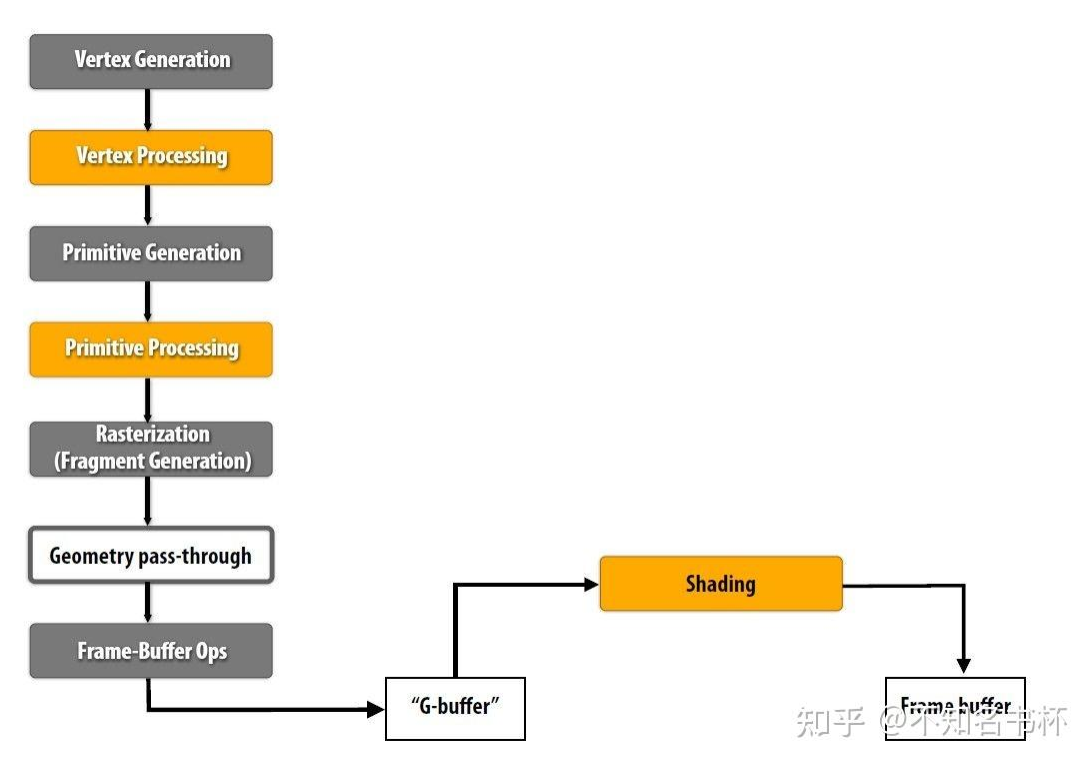 Vertex Generation
Vertex Processing
Primitive Generation
Primitive Processing
Rasterization
(Fragment Generation)
Geometry pass-through
Frame-Buffer Ops
Shading
“G-buffer”
Frame buffer
知乎 @不知名书杯